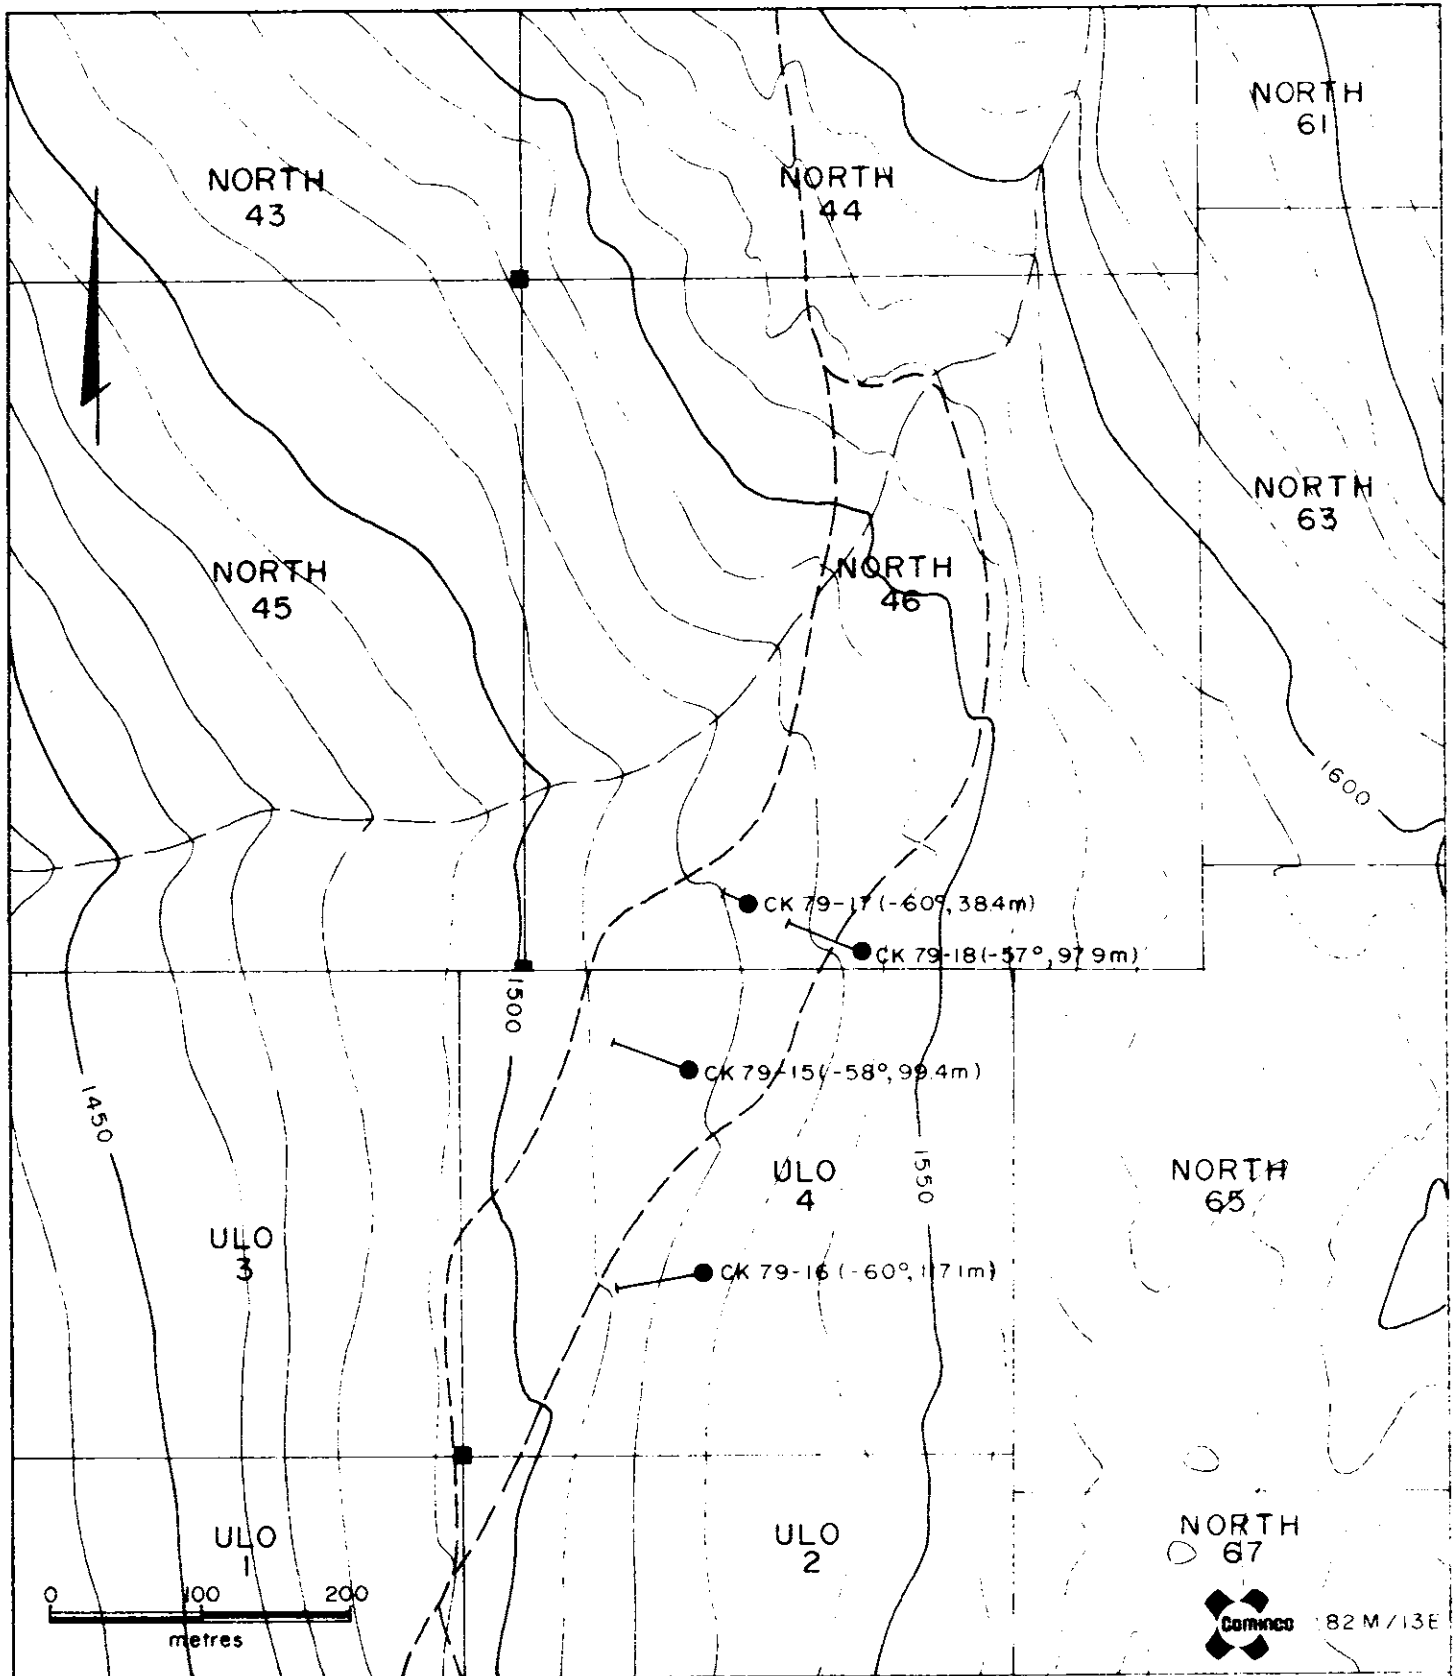 NORTH
61
NORTH
43
NORTH
44
NORTH
63
NORTH
45
NORTH
46
1600
CK 79-17 (-60°, 38.4m)
CK 79-18 (-57°, 97.9m)
1500
CK 79-15 (-58°, 99.4m)
1450
ULO
4
1550
NORTH
65
ULO
3
CK 79-16 (-60°, 117.1m)
ULO
1
ULO
2
NORTH
67
0 100 200
metres
Cominco
82 M/13E